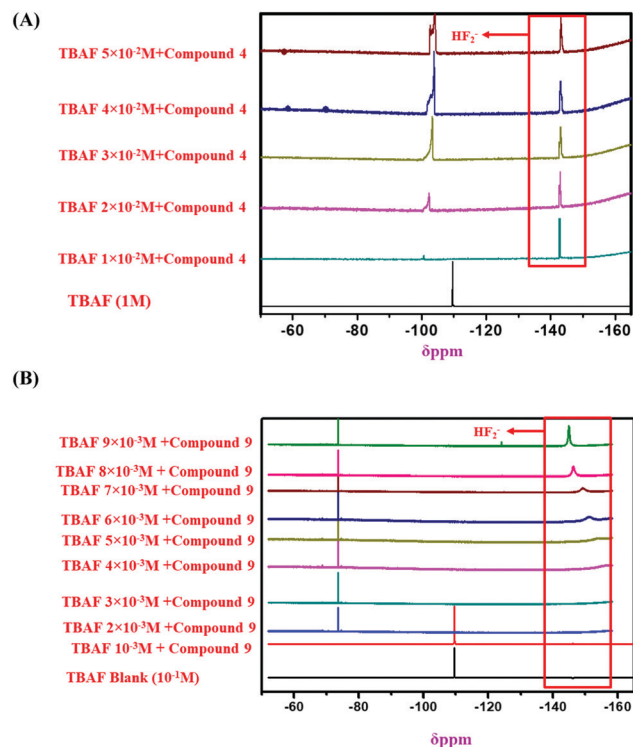 (A)
HF₂⁻
TBAF 5×10⁻²M+Compound 4
TBAF 4×10⁻²M+Compound 4
TBAF 3×10⁻²M+Compound 4
TBAF 2×10⁻²M+Compound 4
TBAF 1×10⁻²M+Compound 4
TBAF (1M)
-60 -80 -100 -120 -140 -160
δppm
(B)
HF₂⁻
TBAF 9×10⁻³M +Compound 9
TBAF 8×10⁻³M + Compound 9
TBAF 7×10⁻³M +Compound 9
TBAF 6×10⁻³M +Compound 9
TBAF 5×10⁻³M +Compound 9
TBAF 4×10⁻³M +Compound 9
TBAF 3×10⁻³M +Compound 9
TBAF 2×10⁻³M +Compound 9
TBAF 10⁻³M + Compound 9
TBAF Blank (10⁻¹M)
-60 -80 -100 -120 -140 -160
δppm